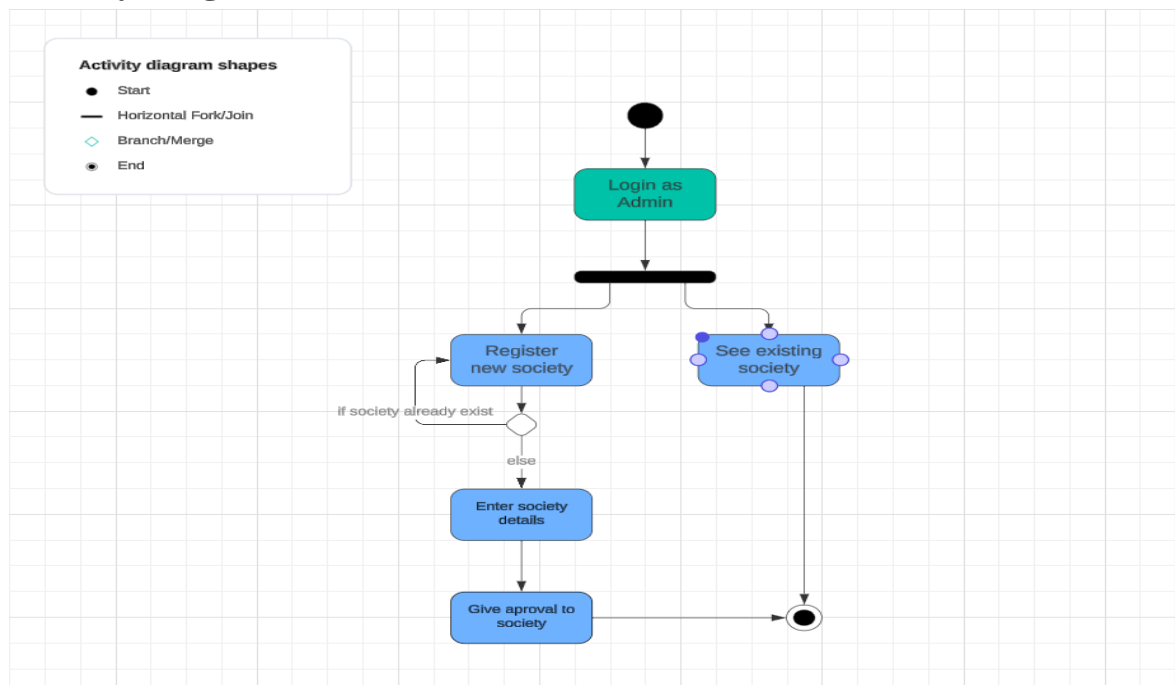 Activity diagram shapes
Start
Horizontal Fork/Join
Branch/Merge
End
Login as
Admin
Register
new society
See existing
society
if society already exist
else
Enter society
details
Give aproval to
society